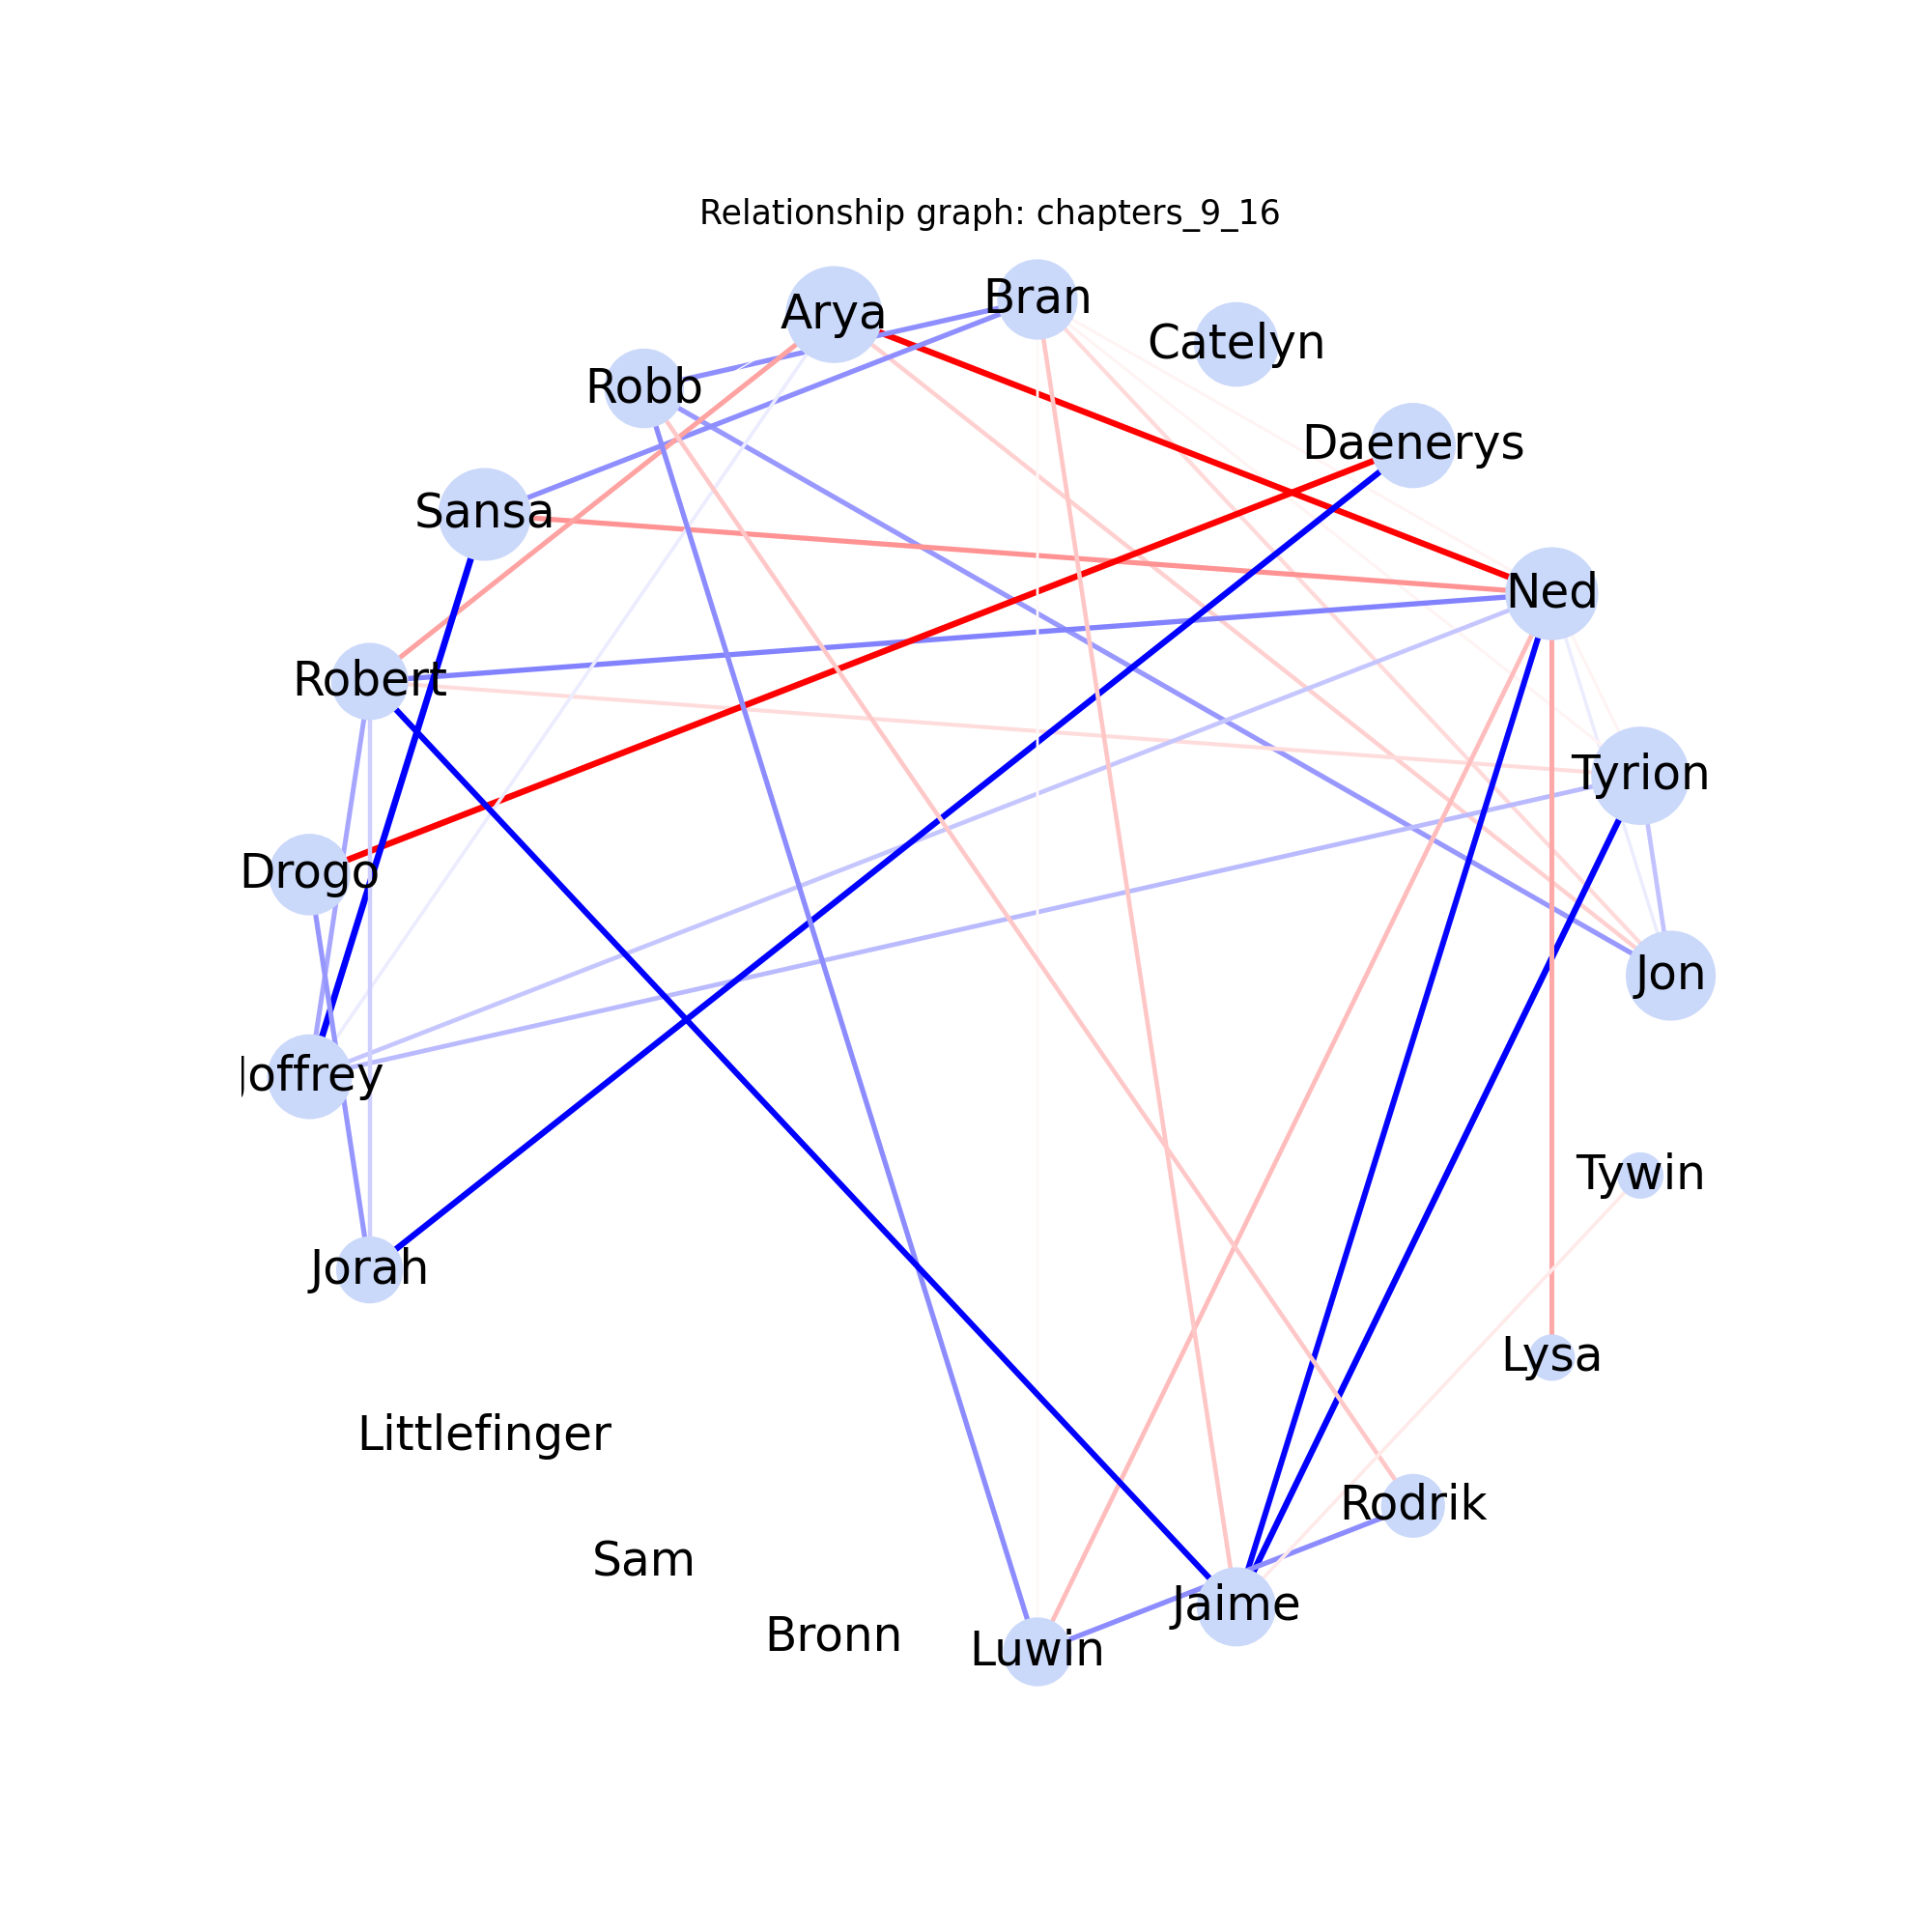 Relationship graph: chapters_9_16
Bran
Arya
Catelyn
Robb
Daenerys
Sansa
Ned
Robert
Tyrion
Drogo
Jon
Joffrey
Tywin
Jorah
Lysa
Littlefinger
Rodrik
Sam
Jaime
Bronn
Luwin